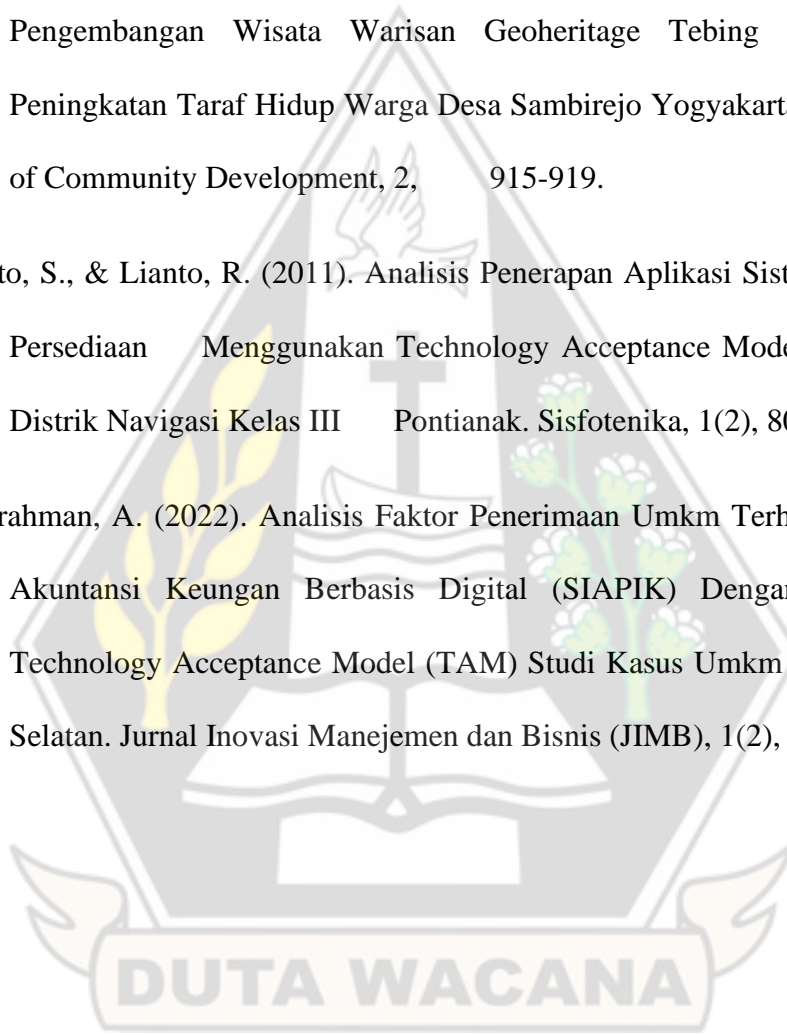 Pengembangan Wisata Warisan Geoheritage Tebing
Peningkatan Taraf Hidup Warga Desa Sambirejo Yogyakarta
of Community Development, 2, 915-919.
to, S., & Lianto, R. (2011). Analisis Penerapan Aplikasi Sist
Persediaan Menggunakan Technology Acceptance Mode
Distrik Navigasi Kelas III Pontianak. Sisfotenika, 1(2), 80
rahman, A. (2022). Analisis Faktor Penerimaan Umkm Terh
Akuntansi Keungan Berbasis Digital (SIAPIK) Dengan
Technology Acceptance Model (TAM) Studi Kasus Umkm
Selatan. Jurnal Inovasi Manejemen dan Bisnis (JIMB), 1(2),
DUTA WACANA